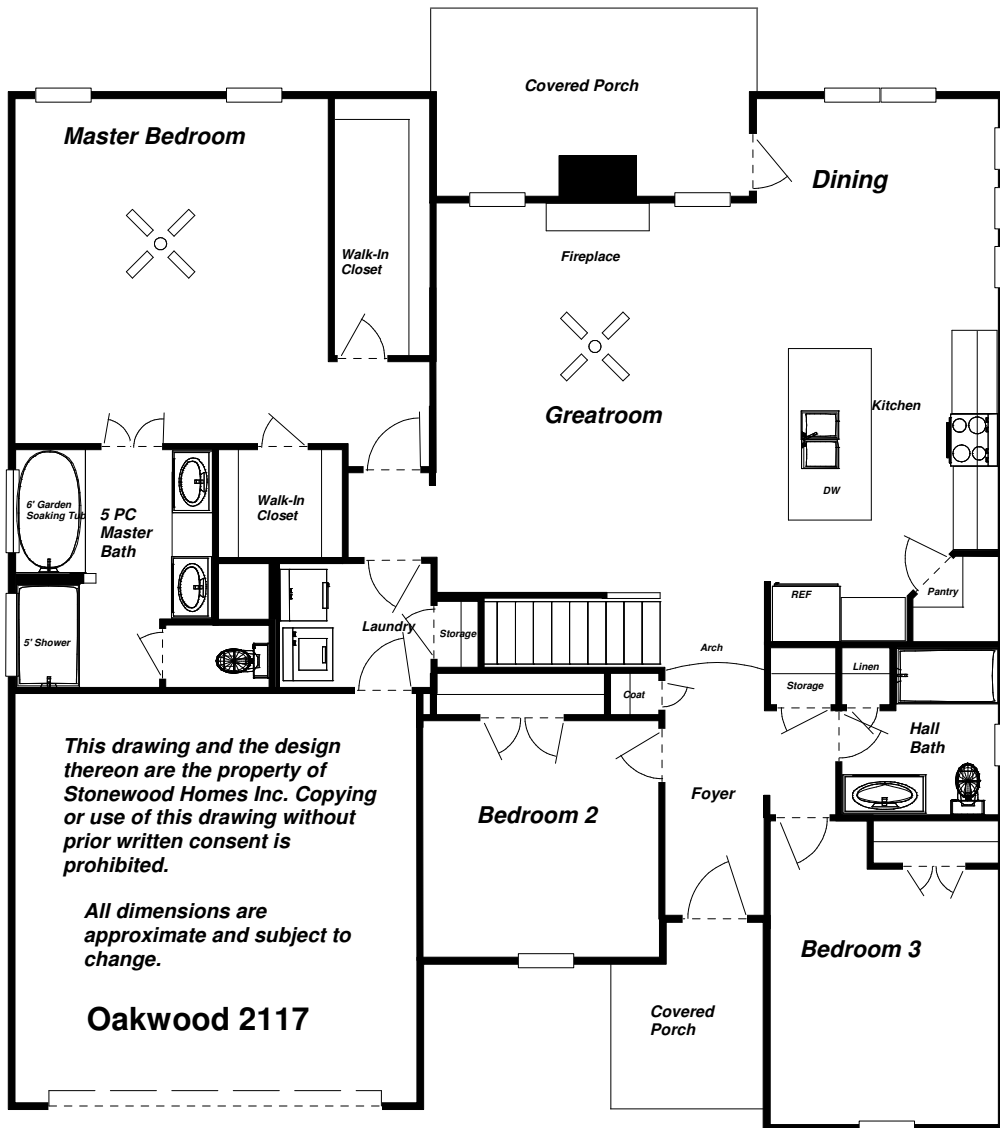 Covered Porch
Master Bedroom
Dining
Walk-In
Closet
Fireplace
Greatroom
Kitchen
DW
6' Garden
Soaking Tub
5 PC
Master
Bath
Walk-In
Closet
5' Shower
Laundry
Storage
REF
Pantry
Arch
Coat
Storage
Linen
Hall
Bath
This drawing and the design
thereon are the property of
Stonewood Homes Inc. Copying
or use of this drawing without
prior written consent is
prohibited.
All dimensions are
approximate and subject to
change.
Oakwood 2117
Bedroom 2
Foyer
Bedroom 3
Covered
Porch